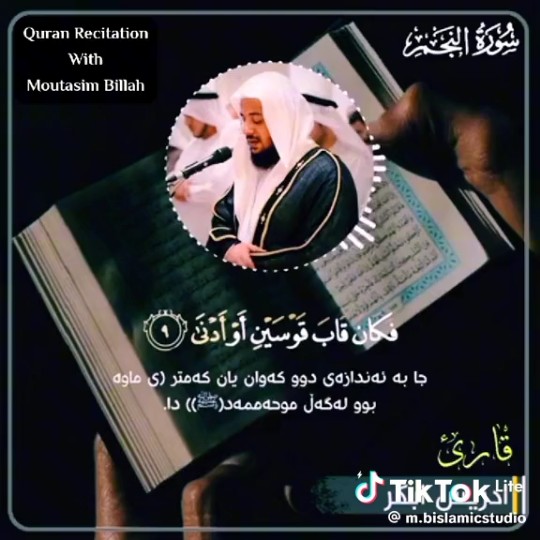 Quran Recitation
With
Moutasim Billah
سُورَةُ النَّجْمِ
فَكَانَ قَابَ قَوْسَيْنِ أَوْ أَدْنَىٰ ٩
جا بە ئەندازەی دوو کەوان یان کەمتر (ی ماوە
بوو لەگەڵ موحەممەد(ﷺ)) دا.
قارئ
TikTok Lite
@ m.bislamicstudio